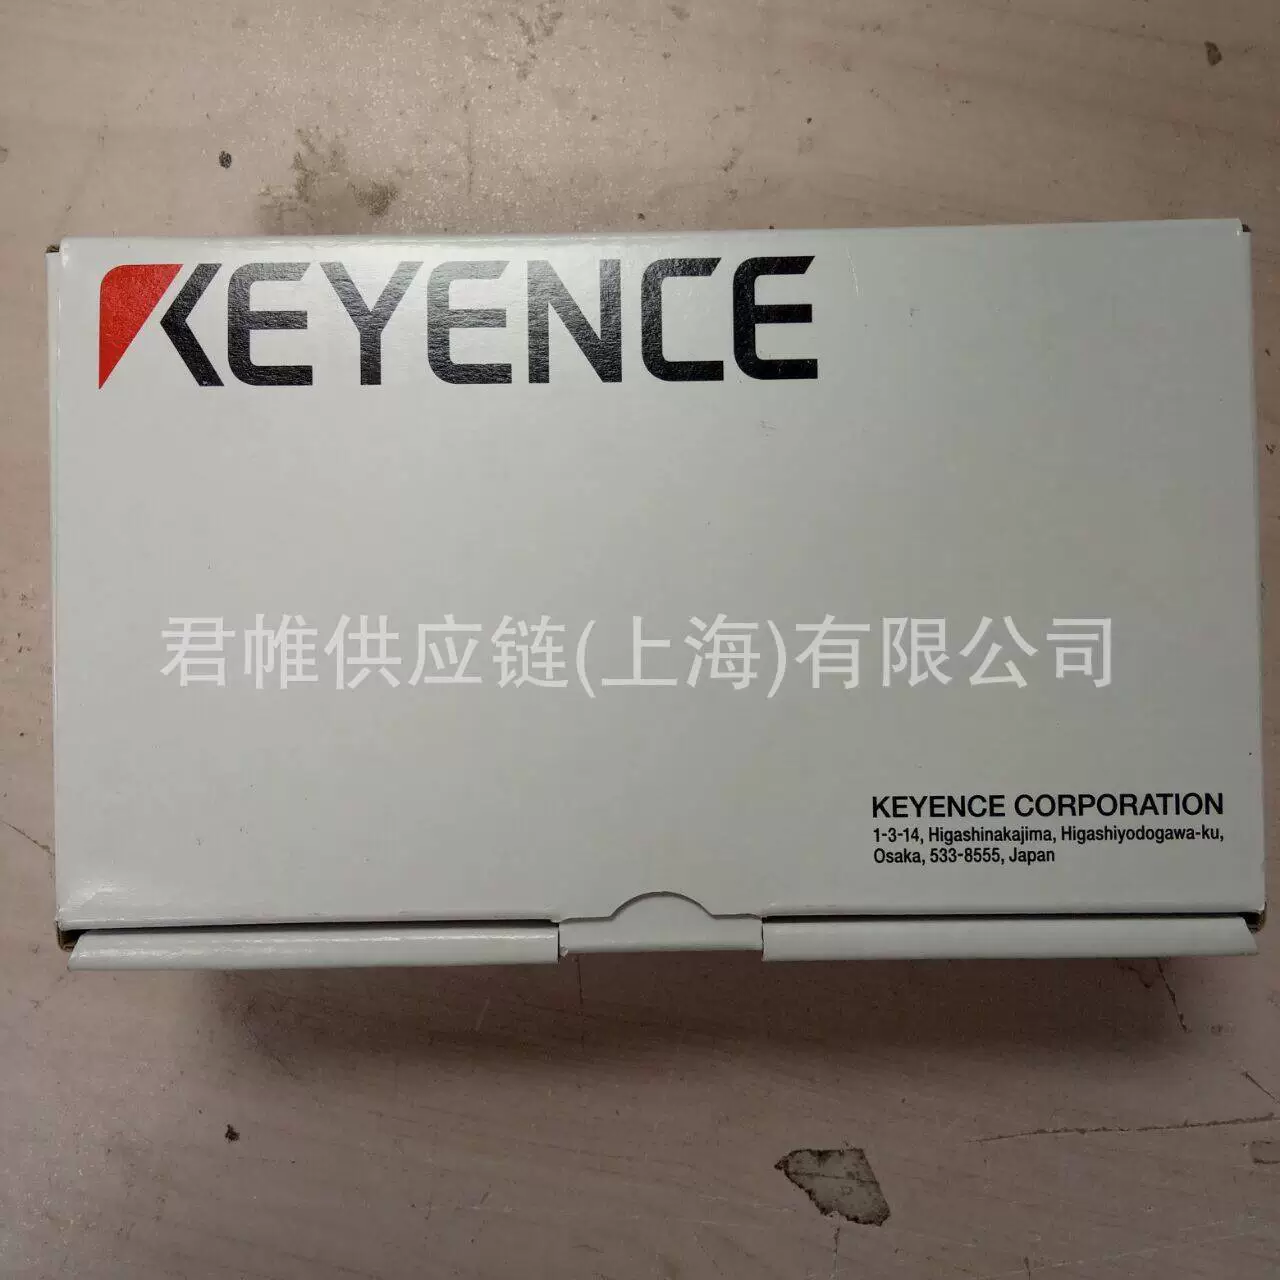 KEYENCE
君帷供应链(上海)有限公司
KEYENCE CORPORATION
1-3-14, Higashinakajima, Higashiyodogawa-ku,
Osaka, 533-8555, Japan